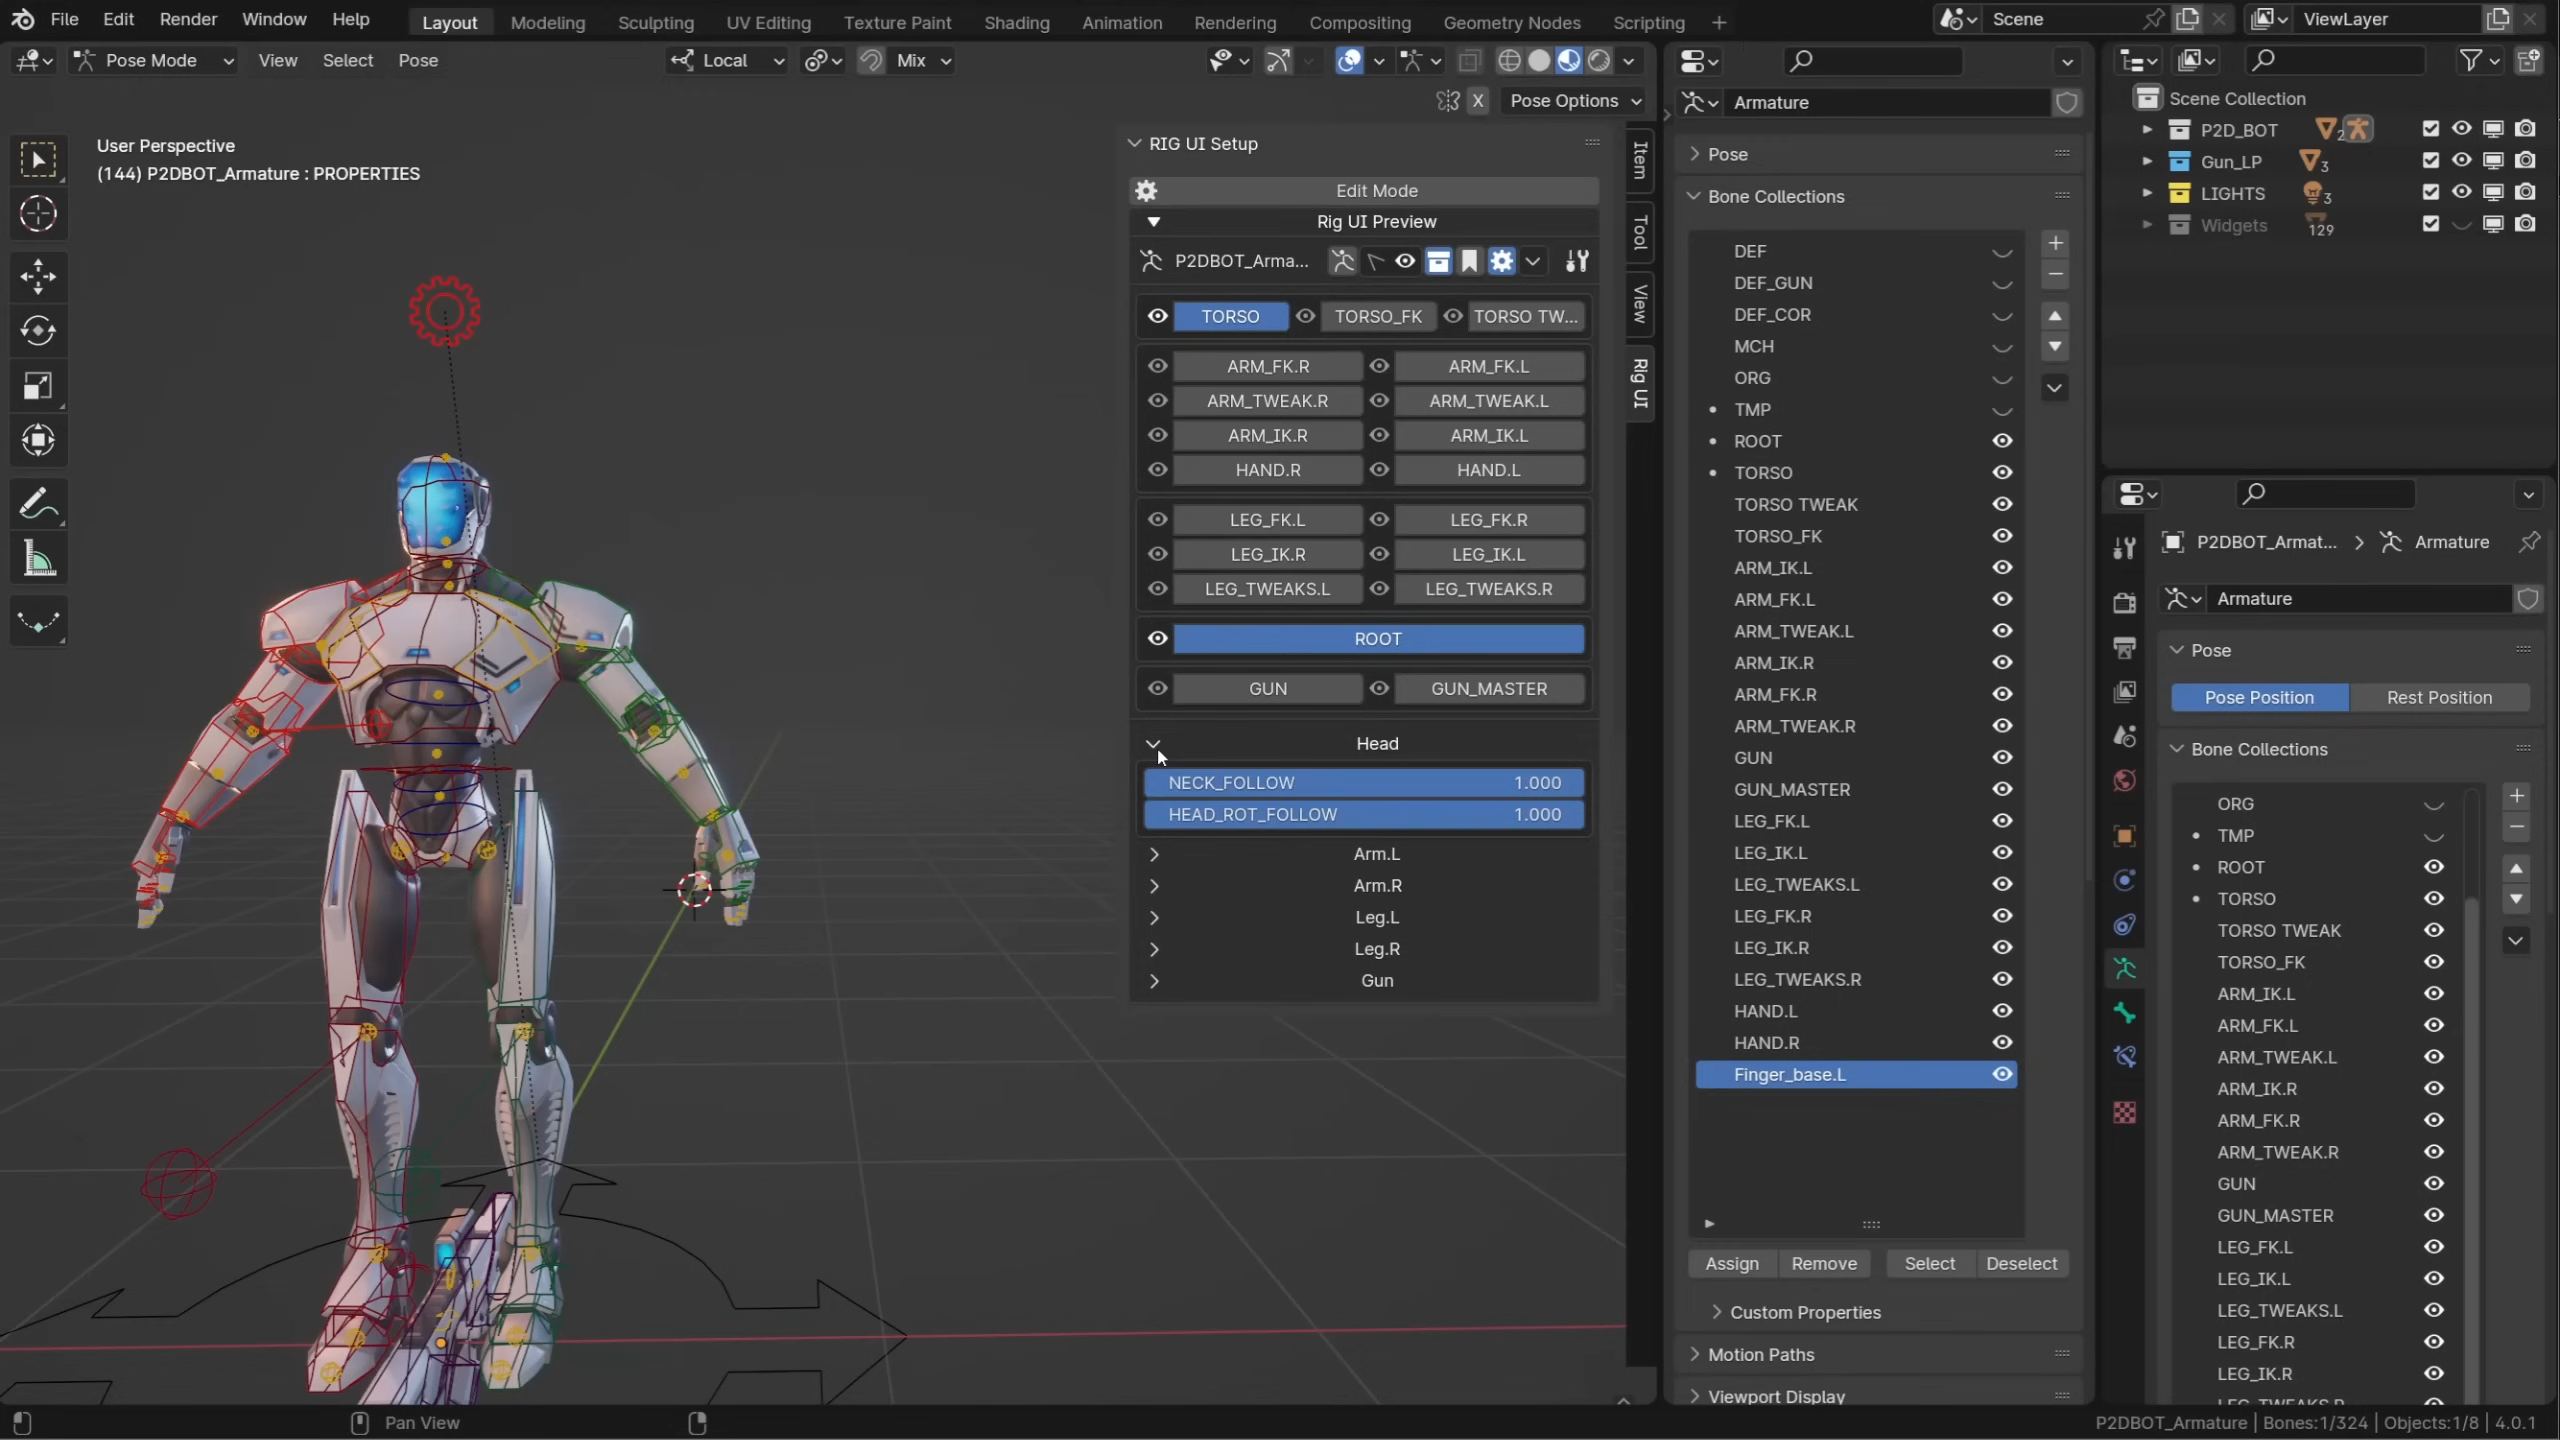 File Edit Render Window Help Layout Modeling Sculpting UV Editing Texture Paint Shading Animation Rendering Compositing Geometry Nodes Scripting + Scene ViewLayer
Pose Mode View Select Pose Local Mix
X Pose Options
User Perspective
(144) P2DBOT_Armature : PROPERTIES
RIG UI Setup
Edit Mode
Rig UI Preview
P2DBOT_Arma...
TORSO TORSO_FK TORSO TW...
ARM_FK.R ARM_FK.L
ARM_TWEAK.R ARM_TWEAK.L
ARM_IK.R ARM_IK.L
HAND.R HAND.L
LEG_FK.L LEG_FK.R
LEG_IK.R LEG_IK.L
LEG_TWEAKS.L LEG_TWEAKS.R
ROOT
GUN GUN_MASTER
Head
NECK_FOLLOW 1.000
HEAD_ROT_FOLLOW 1.000
Arm.L
Arm.R
Leg.L
Leg.R
Gun
Item
Tool
View
Rig UI
Armature
Pose
Bone Collections
DEF
DEF_GUN
DEF_COR
MCH
ORG
TMP
ROOT
TORSO
TORSO TWEAK
TORSO_FK
ARM_IK.L
ARM_FK.L
ARM_TWEAK.L
ARM_IK.R
ARM_FK.R
ARM_TWEAK.R
GUN
GUN_MASTER
LEG_FK.L
LEG_IK.L
LEG_TWEAKS.L
LEG_FK.R
LEG_IK.R
LEG_TWEAKS.R
HAND.L
HAND.R
Finger_base.L
Assign Remove Select Deselect
Custom Properties
Motion Paths
Viewport Display
Scene Collection
P2D_BOT 2
Gun_LP 3
LIGHTS 3
Widgets 129
P2DBOT_Armat... Armature
Armature
Pose
Pose Position Rest Position
Bone Collections
ORG
TMP
ROOT
TORSO
TORSO TWEAK
TORSO_FK
ARM_IK.L
ARM_FK.L
ARM_TWEAK.L
ARM_IK.R
ARM_FK.R
ARM_TWEAK.R
GUN
GUN_MASTER
LEG_FK.L
LEG_IK.L
LEG_TWEAKS.L
LEG_FK.R
LEG_IK.R
Pan View
P2DBOT_Armature | Bones:1/324 | Objects:1/8 | 4.0.1